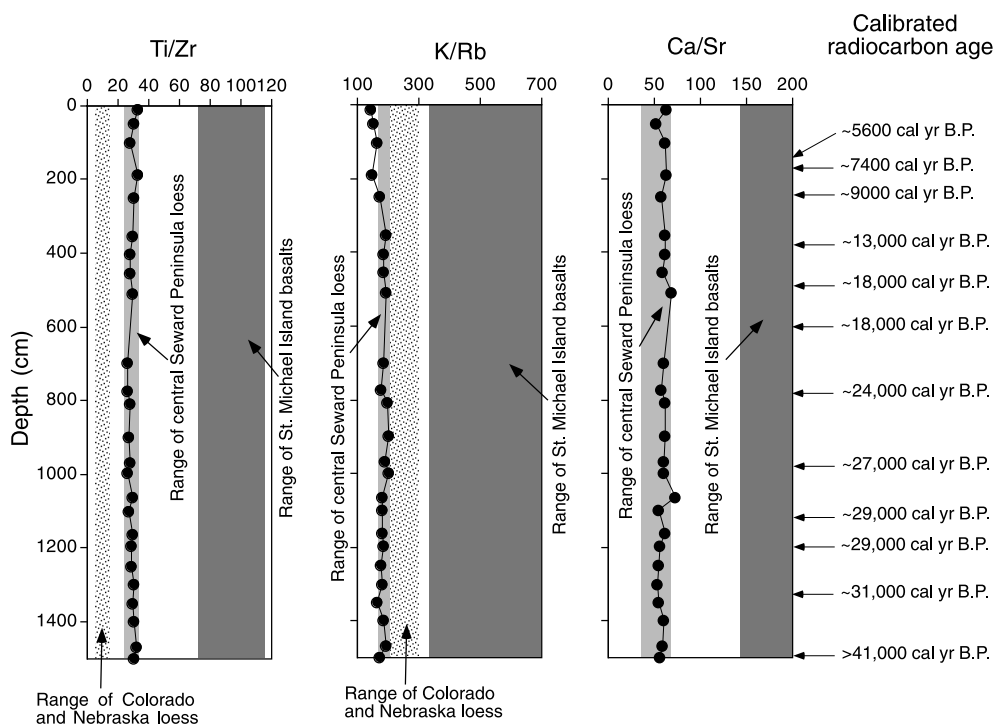 Ti/Zr
0 20 40 60 80 100 120
K/Rb
100 300 500 700
Ca/Sr
0 50 100 150 200
Calibrated
radiocarbon age
Depth (cm)
0
200
400
600
800
1000
1200
1400
Range of central Seward Peninsula loess
Range of St. Michael Island basalts
Range of central Seward Peninsula loess
Range of St. Michael Island basalts
Range of central Seward Peninsula loess
Range of St. Michael Island basalts
~5600 cal yr B.P.
~7400 cal yr B.P.
~9000 cal yr B.P.
~13,000 cal yr B.P.
~18,000 cal yr B.P.
~18,000 cal yr B.P.
~24,000 cal yr B.P.
~27,000 cal yr B.P.
~29,000 cal yr B.P.
~29,000 cal yr B.P.
~31,000 cal yr B.P.
>41,000 cal yr B.P.
Range of Colorado
and Nebraska loess
Range of Colorado
and Nebraska loess